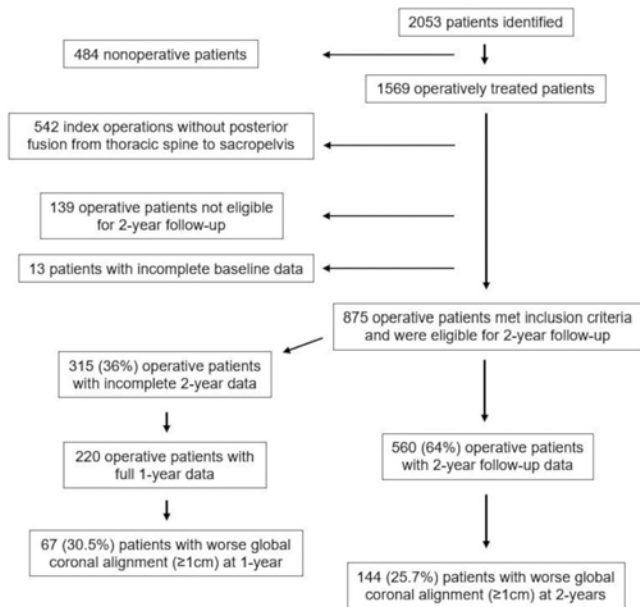 2053 patients identified
484 nonoperative patients
1569 operatively treated patients
542 index operations without posterior
fusion from thoracic spine to sacropelvis
139 operative patients not eligible
for 2-year follow-up
13 patients with incomplete baseline data
875 operative patients met inclusion criteria
and were eligible for 2-year follow-up
315 (36%) operative patients
with incomplete 2-year data
220 operative patients with
full 1-year data
560 (64%) operative patients
with 2-year follow-up data
67 (30.5%) patients with worse global
coronal alignment (≥1cm) at 1-year
144 (25.7%) patients with worse global
coronal alignment (≥1cm) at 2-years